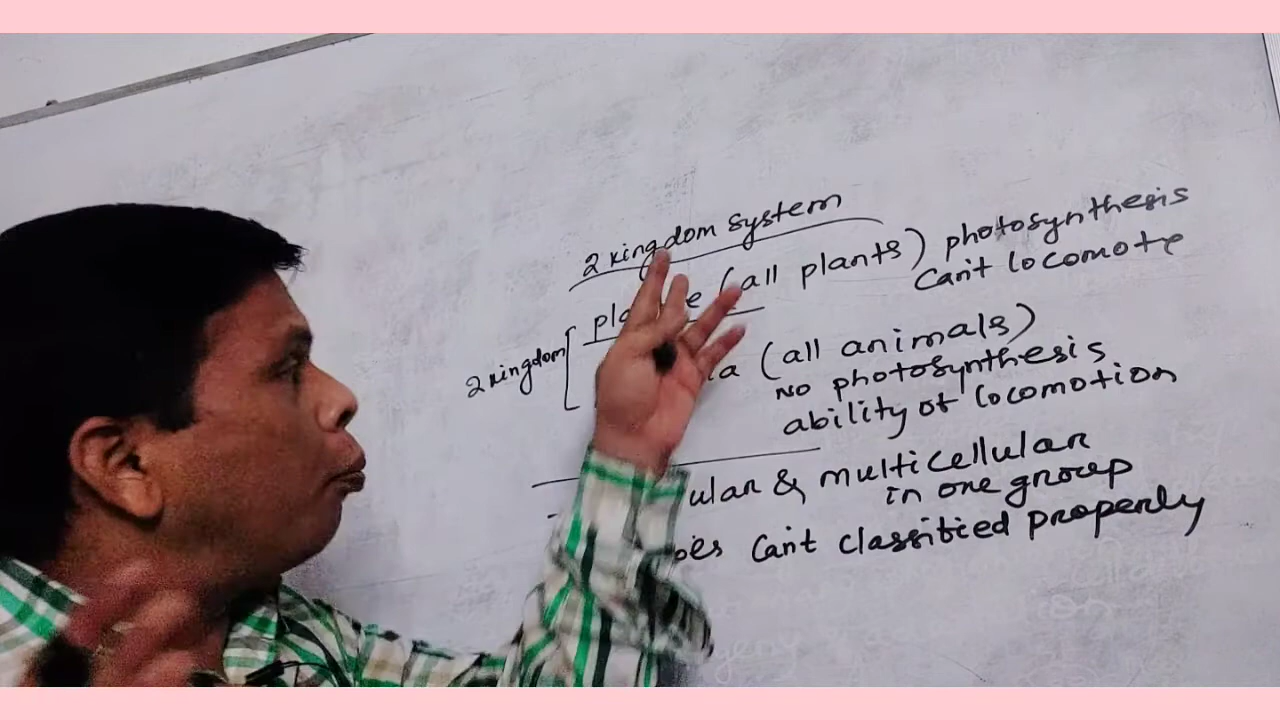 2 kingdom system
(all plants) photosynthesis
Can't locomote
2 kingdom
(all animals)
No photosynthesis
ability of locomotion
& multicellular
in one group
Can't classified properly